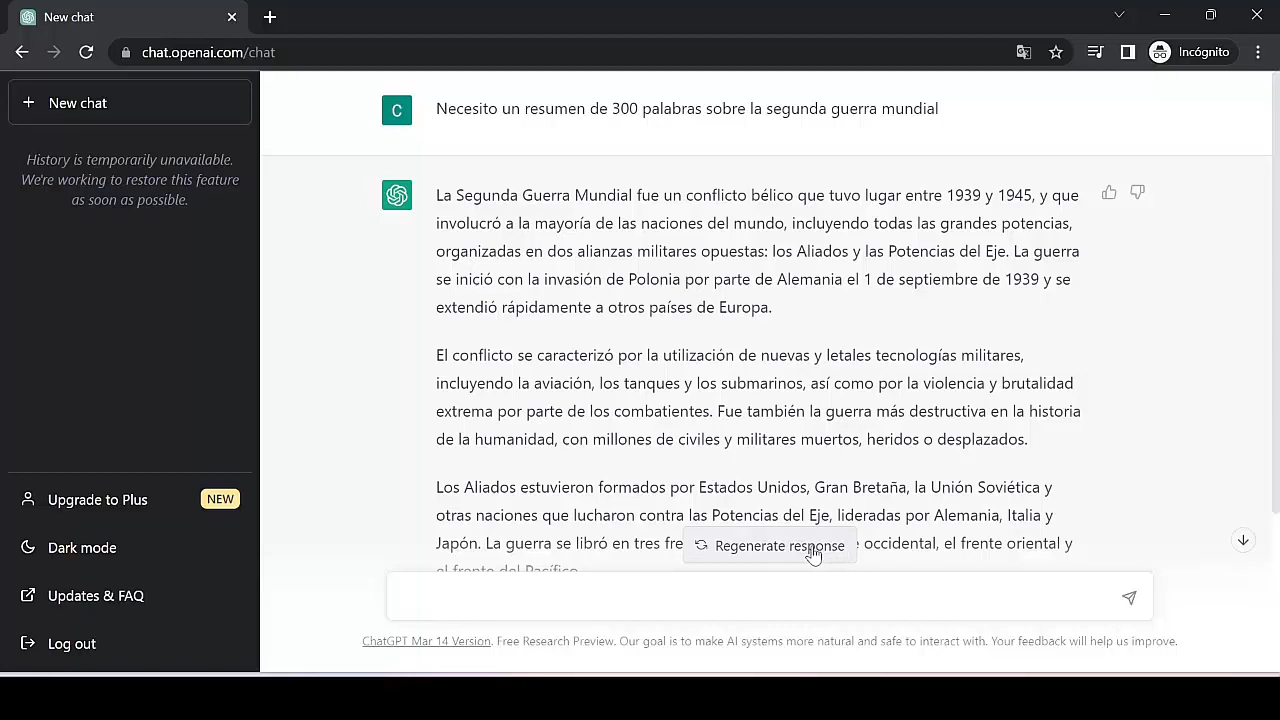 New chat
chat.openai.com/chat
Incógnito
New chat
History is temporarily unavailable.
We're working to restore this feature
as soon as possible.
Upgrade to Plus NEW
Dark mode
Updates & FAQ
Log out
C
Necesito un resumen de 300 palabras sobre la segunda guerra mundial
La Segunda Guerra Mundial fue un conflicto bélico que tuvo lugar entre 1939 y 1945, y que
involucró a la mayoría de las naciones del mundo, incluyendo todas las grandes potencias,
organizadas en dos alianzas militares opuestas: los Aliados y las Potencias del Eje. La guerra
se inició con la invasión de Polonia por parte de Alemania el 1 de septiembre de 1939 y se
extendió rápidamente a otros países de Europa.
El conflicto se caracterizó por la utilización de nuevas y letales tecnologías militares,
incluyendo la aviación, los tanques y los submarinos, así como por la violencia y brutalidad
extrema por parte de los combatientes. Fue también la guerra más destructiva en la historia
de la humanidad, con millones de civiles y militares muertos, heridos o desplazados.
Los Aliados estuvieron formados por Estados Unidos, Gran Bretaña, la Unión Soviética y
otras naciones que lucharon contra las Potencias del Eje, lideradas por Alemania, Italia y
Japón. La guerra se libró en tres occidental, el frente oriental y
el frente del Pacífico.
Regenerate response
ChatGPT Mar 14 Version. Free Research Preview. Our goal is to make AI systems more natural and safe to interact with. Your feedback will help us improve.